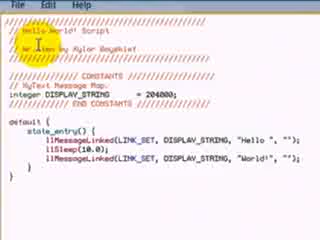 File Edit Help
////////////////////////////////////////////
// Hello World! Script
//
// Written by Xylor Baysklef
////////////////////////////////////////////
/////////////// CONSTANTS ///////////////////
// XyText Message Map.
integer DISPLAY_STRING = 204000;
///////////// END CONSTANTS ////////////////
default {
state_entry() {
llMessageLinked(LINK_SET, DISPLAY_STRING, "Hello ", "");
llSleep(10.0);
llMessageLinked(LINK_SET, DISPLAY_STRING, "World!", "");
}
}